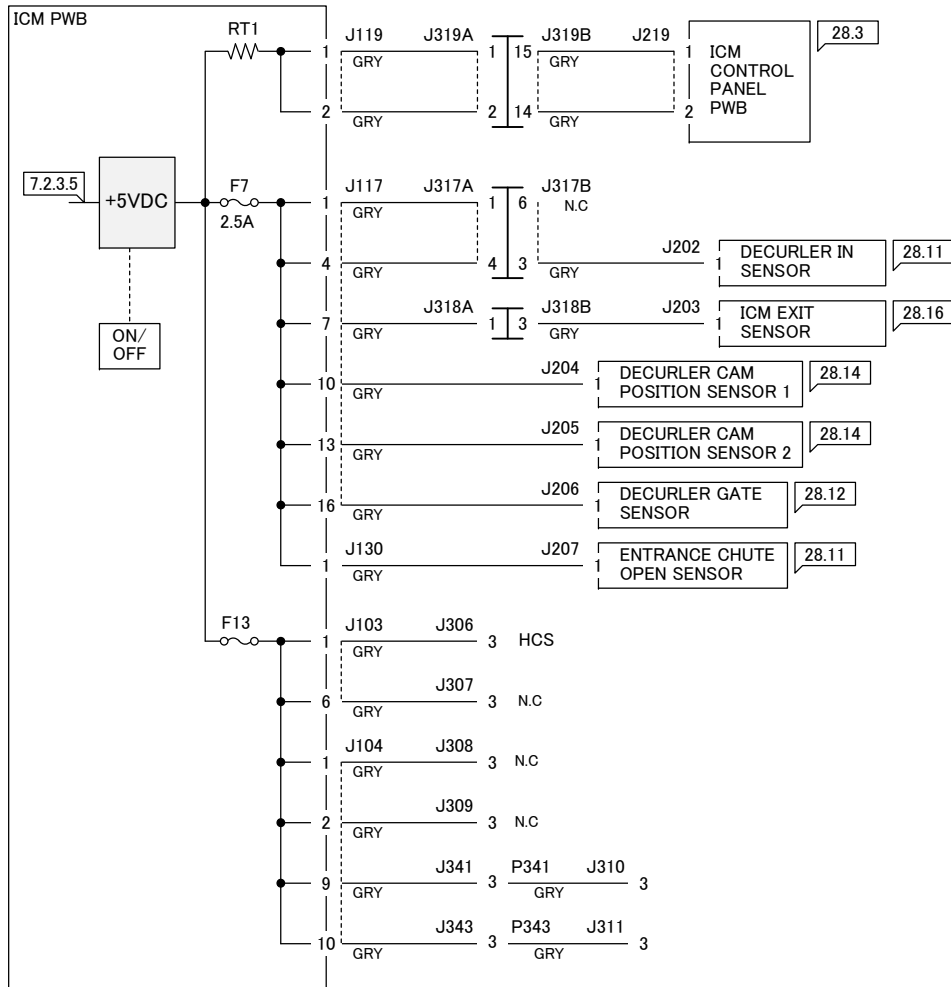 ICM PWB
RT1
1 J119 J319A 1 15 J319B J219 1 ICM 28.3
GRY GRY CONTROL
PANEL
2 2 14 2 PWB
GRY GRY
7.2.3.5 +5VDC F7 1 J117 J317A 1 6 J317B
2.5A GRY N.C
4 4 3 J202 1 DECURLER IN 28.11
GRY GRY SENSOR
ON/ 7 J318A 1 3 J318B J203 1 ICM EXIT 28.16
OFF GRY GRY SENSOR
10 J204 1 DECURLER CAM 28.14
GRY POSITION SENSOR 1
13 J205 1 DECURLER CAM 28.14
GRY POSITION SENSOR 2
16 J206 1 DECURLER GATE 28.12
GRY SENSOR
1 J130 J207 1 ENTRANCE CHUTE 28.11
GRY OPEN SENSOR
F13 1 J103 J306 3 HCS
GRY
6 J307 3 N.C
GRY
1 J104 J308 3 N.C
GRY
2 J309 3 N.C
GRY
9 J341 3 P341 J310 3
GRY GRY
10 J343 3 P343 J311 3
GRY GRY